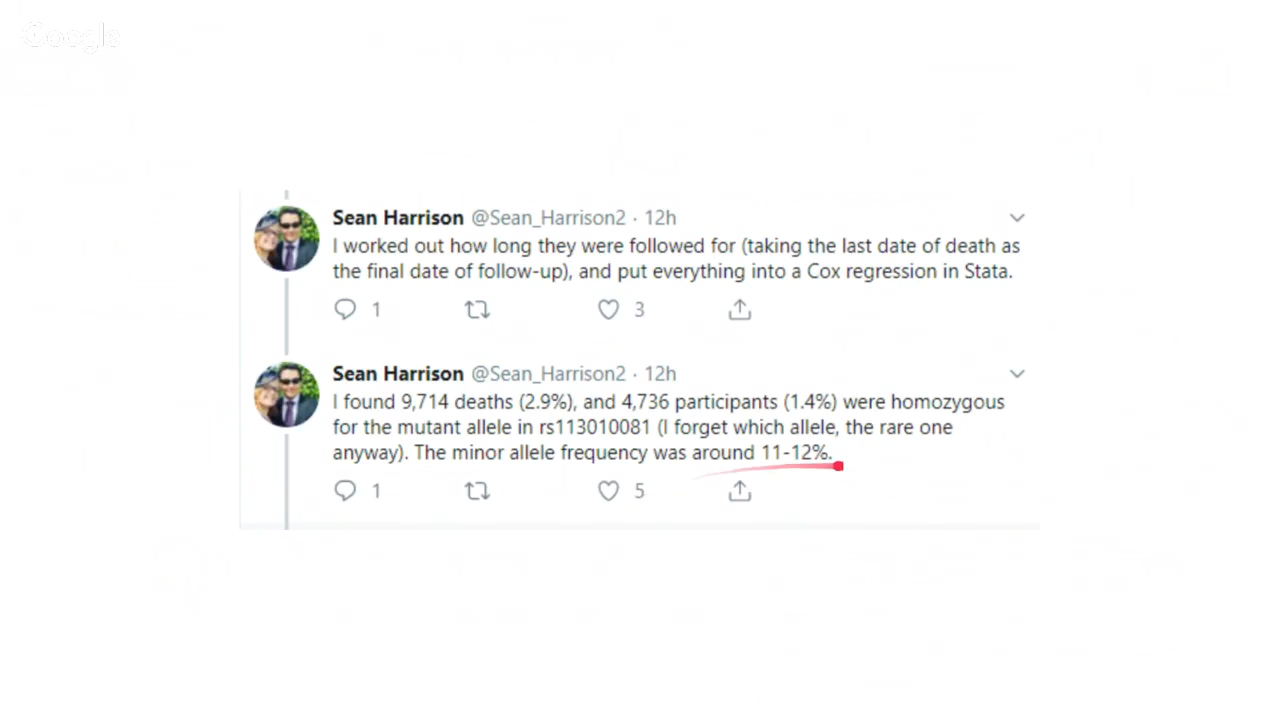 Google
Sean Harrison @Sean_Harrison2 · 12h
I worked out how long they were followed for (taking the last date of death as
the final date of follow-up), and put everything into a Cox regression in Stata.
1 3
Sean Harrison @Sean_Harrison2 · 12h
I found 9,714 deaths (2.9%), and 4,736 participants (1.4%) were homozygous
for the mutant allele in rs113010081 (I forget which allele, the rare one
anyway). The minor allele frequency was around 11-12%.
1 5